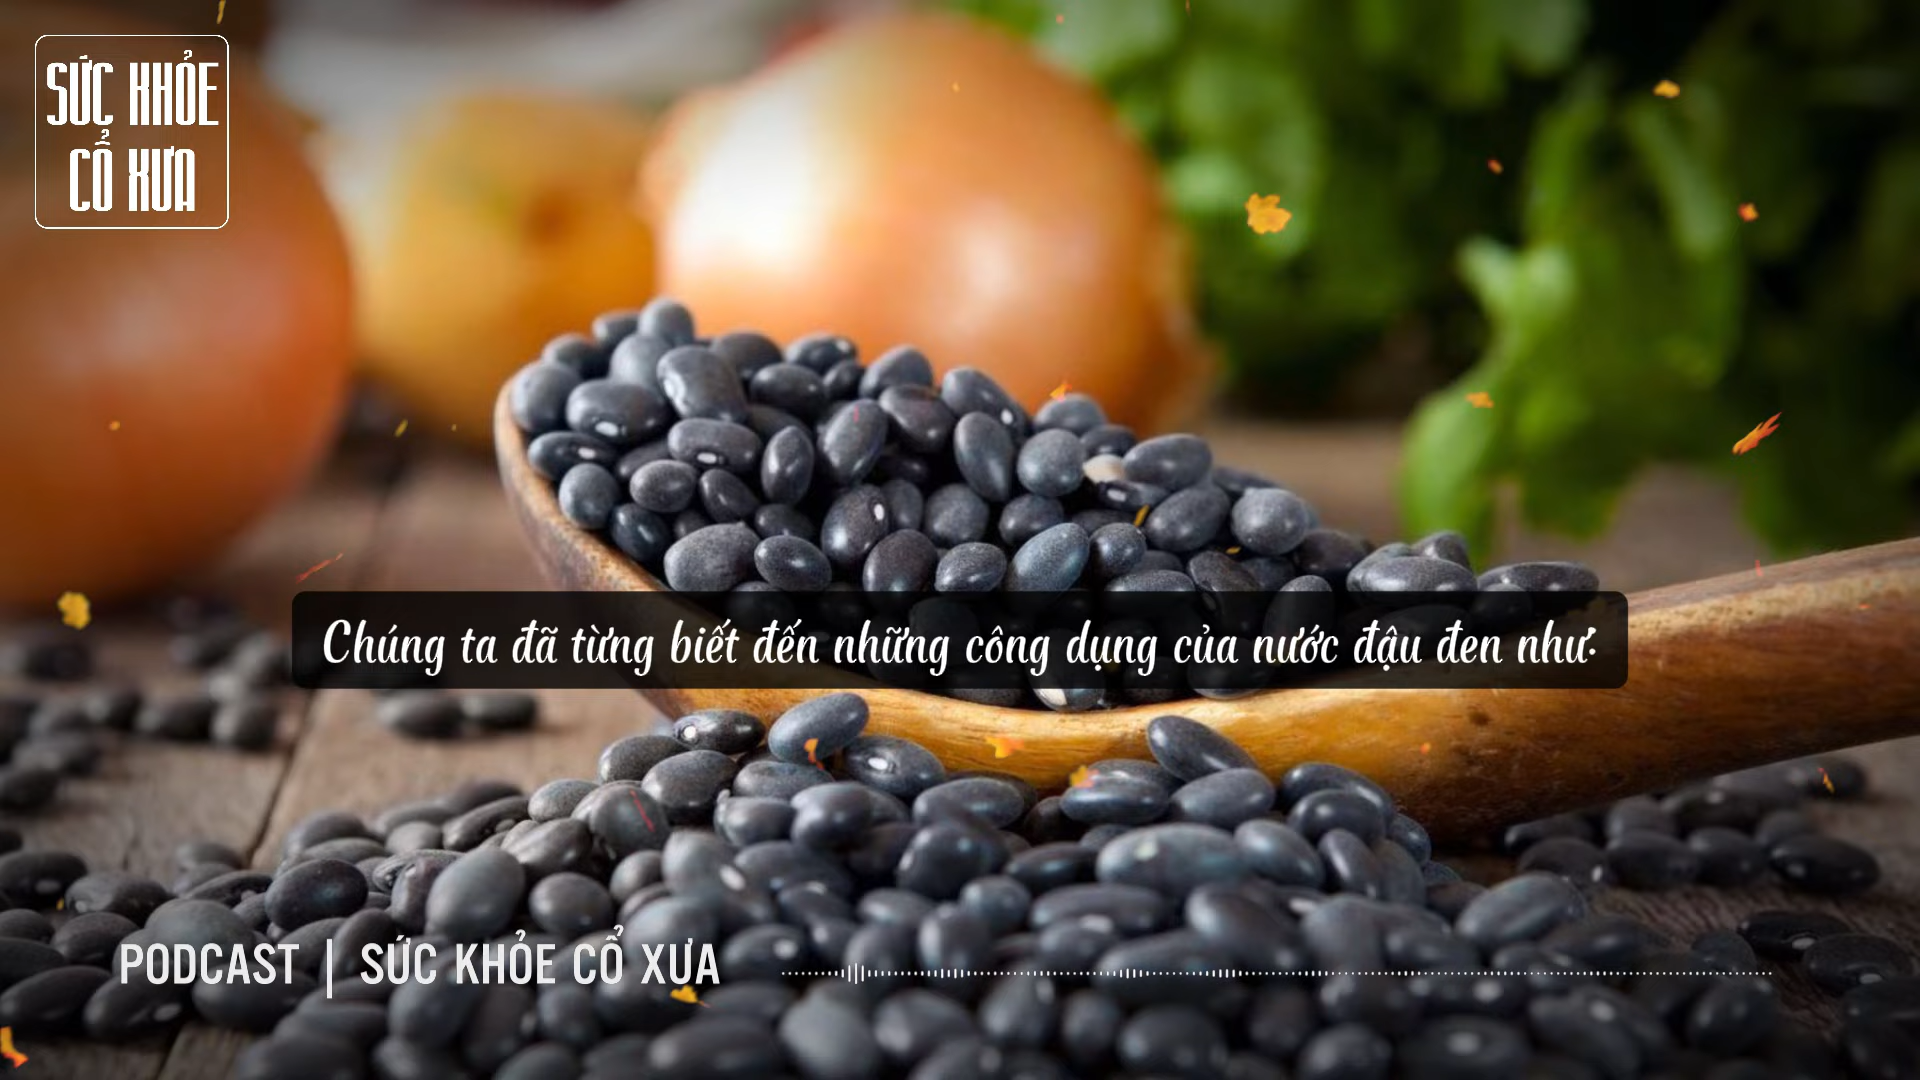 SỨC KHỎE
CỔ XƯA
Chúng ta đã từng biết đến những công dụng của nước đậu đen như:
PODCAST | SỨC KHỎE CỔ XƯA